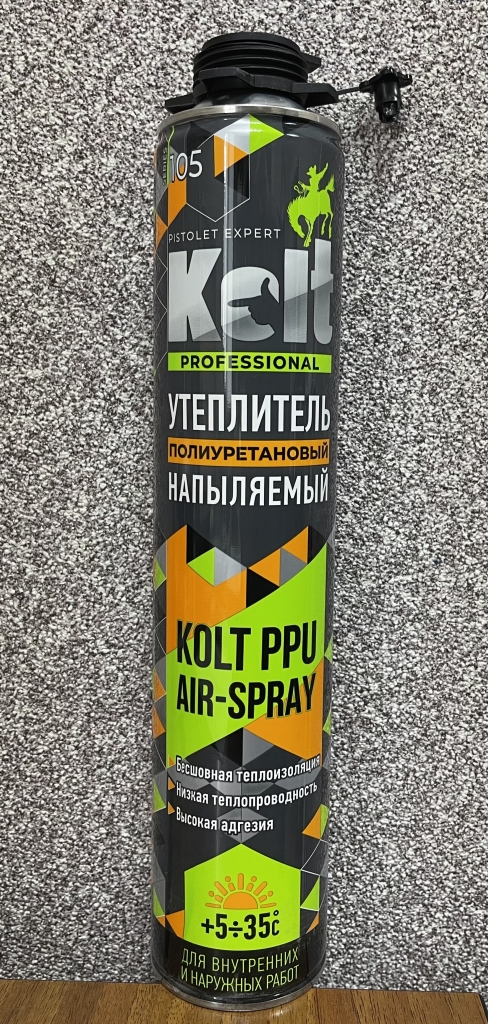 SERIES
105
PISTOLET EXPERT
Kolt
PROFESSIONAL
УТЕПЛИТЕЛЬ
ПОЛИУРЕТАНОВЫЙ
НАПЫЛЯЕМЫЙ
KOLT PPU
AIR-SPRAY
Бесшовная теплоизоляция
Низкая теплопроводность
Высокая адгезия
+5÷35°C
ДЛЯ ВНУТРЕННИХ
И НАРУЖНЫХ РАБОТ